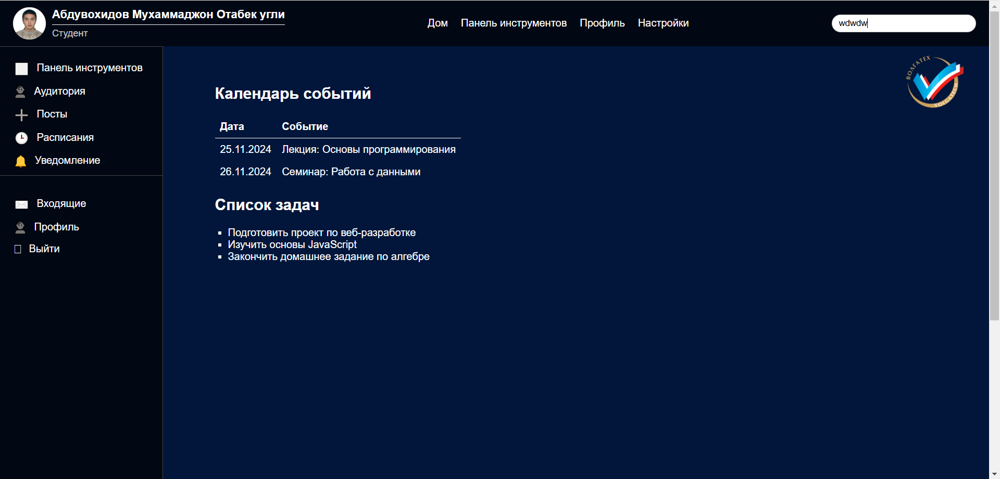 Абдувохидов Мухаммаджон Отабек угли
Студент
Дом Панель инструментов Профиль Настройки
wdwdw
Панель инструментов
Аудитория
Посты
Расписания
Уведомление
Входящие
Профиль
Выйти
ВОЛГАТЕХ
VOLGATECH
Календарь событий
Дата Событие
25.11.2024 Лекция: Основы программирования
26.11.2024 Семинар: Работа с данными
Список задач
Подготовить проект по веб-разработке
Изучить основы JavaScript
Закончить домашнее задание по алгебре